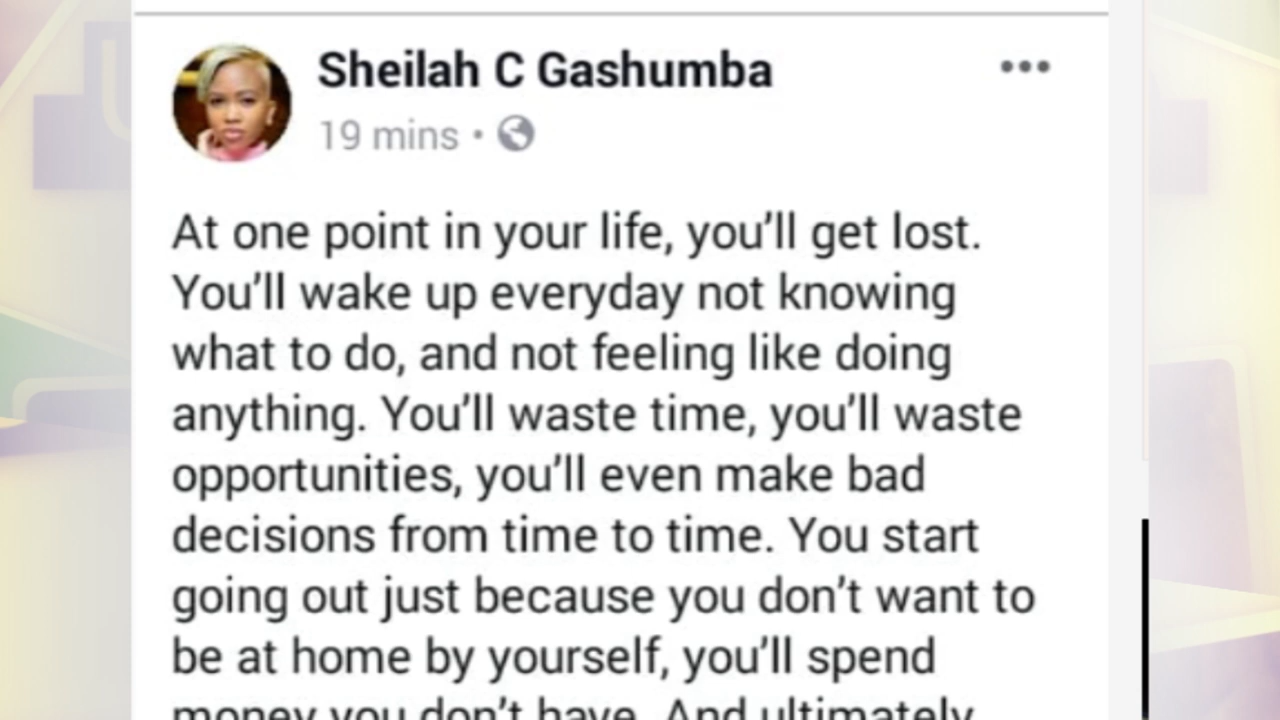 Sheilah C Gashumba
19 mins •
At one point in your life, you'll get lost.
You'll wake up everyday not knowing
what to do, and not feeling like doing
anything. You'll waste time, you'll waste
opportunities, you'll even make bad
decisions from time to time. You start
going out just because you don't want to
be at home by yourself, you'll spend
money you don't have. And ultimately